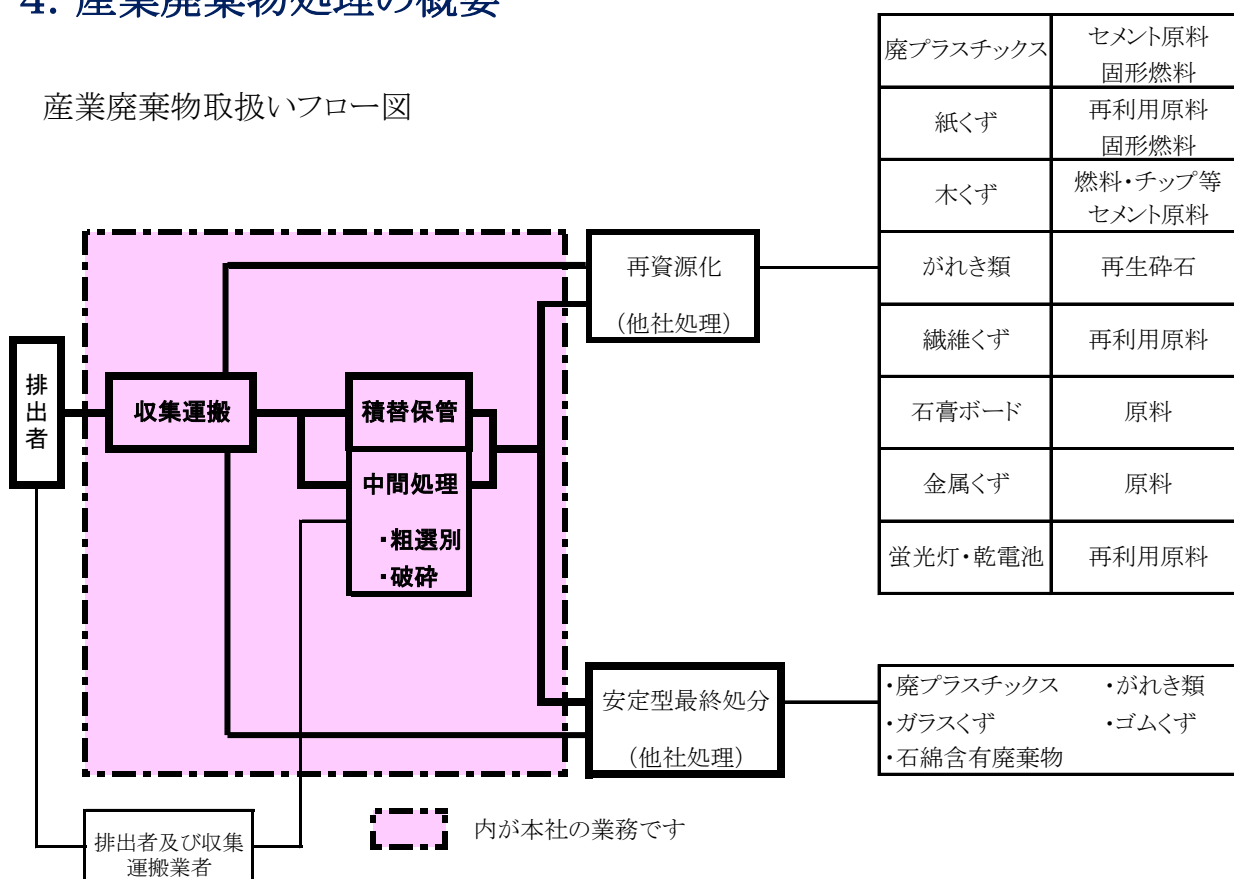 4. 産業廃棄物処理の概要
産業廃棄物取扱いフロー図
排出者
収集運搬
積替保管
中間処理
・粗選別
・破砕
再資源化
(他社処理)
安定型最終処分
(他社処理)
排出者及び収集
運搬業者
内が本社の業務です
廃プラスチックス
セメント原料
固形燃料
紙くず
再利用原料
固形燃料
木くず
燃料・チップ等
セメント原料
がれき類
再生砕石
繊維くず
再利用原料
石膏ボード
原料
金属くず
原料
蛍光灯・乾電池
再利用原料
・廃プラスチックス ・がれき類
・ガラスくず ・ゴムくず
・石綿含有廃棄物